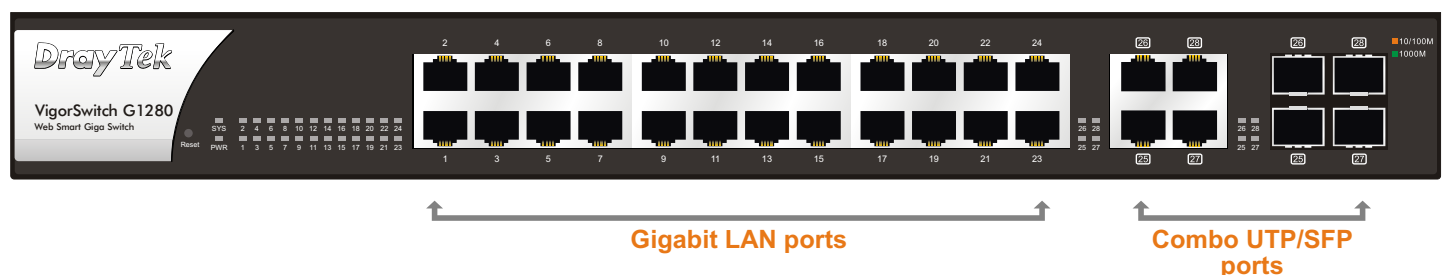 2 4 6 8 10 12 14 16 18 20 22 24 26 28 26 28
10/100M
1000M
DrayTek
VigorSwitch G1280
Web Smart Giga Switch
Reset
SYS 2 4 6 8 10 12 14 16 18 20 22 24
PWR 1 3 5 7 9 11 13 15 17 19 21 23
26 28
25 27
26 28
25 27
1 3 5 7 9 11 13 15 17 19 21 23 25 27 25 27
Gigabit LAN ports
Combo UTP/SFP
ports